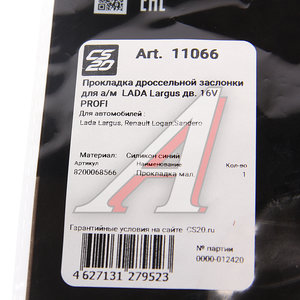 EAC
CS
20
Art. 11066
Прокладка дроссельной заслонки
для а/м LADA Largus дв. 16V
PROFI
Для автомобилей :
Lada Largus, Renault Logan,Sandero
Материал: Силикон синий
Артикул Наименование Кол-во
8200068566 Прокладка мал. 1
Гарантийные условия на сайте CS20.ru
№ партии
0000-012420
4 627131 279523